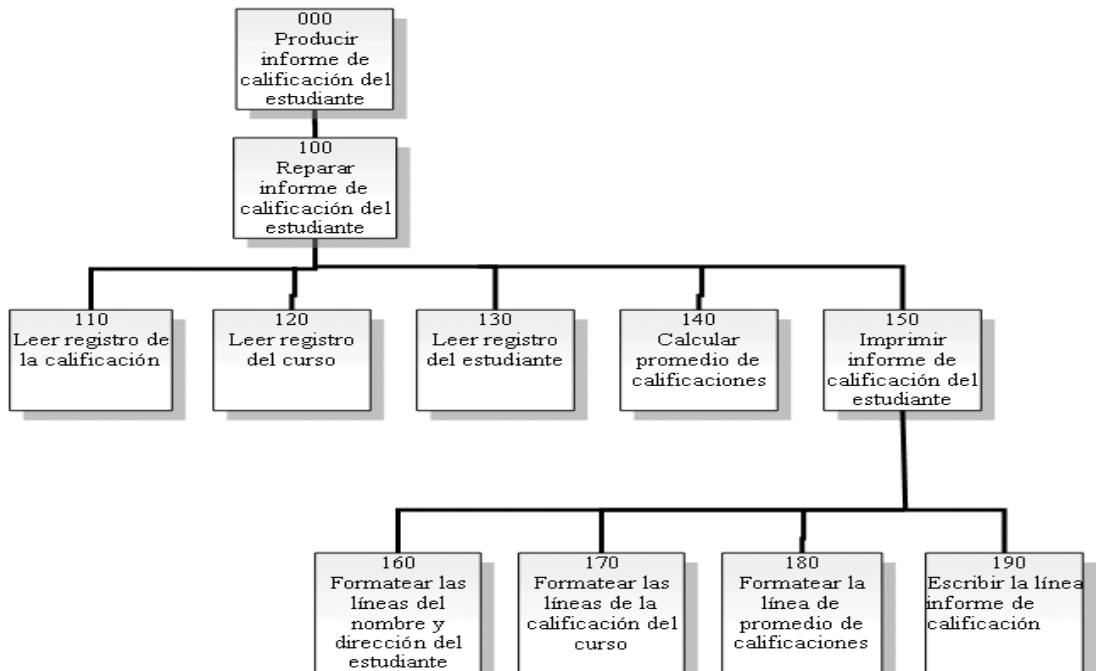 000
Producir
informe de
calificación del
estudiante
100
Reparar
informe de
calificación del
estudiante
110
Leer registro de
la calificación
120
Leer registro
del curso
130
Leer registro
del estudiante
140
Calcular
promedio de
calificaciones
150
Imprimir
informe de
calificación del
estudiante
160
Formatear las
líneas del
nombre y
dirección del
estudiante
170
Formatear las
líneas de la
calificación del
curso
180
Formatear la
línea de
promedio de
calificaciones
190
Escribir la línea
informe de
calificación